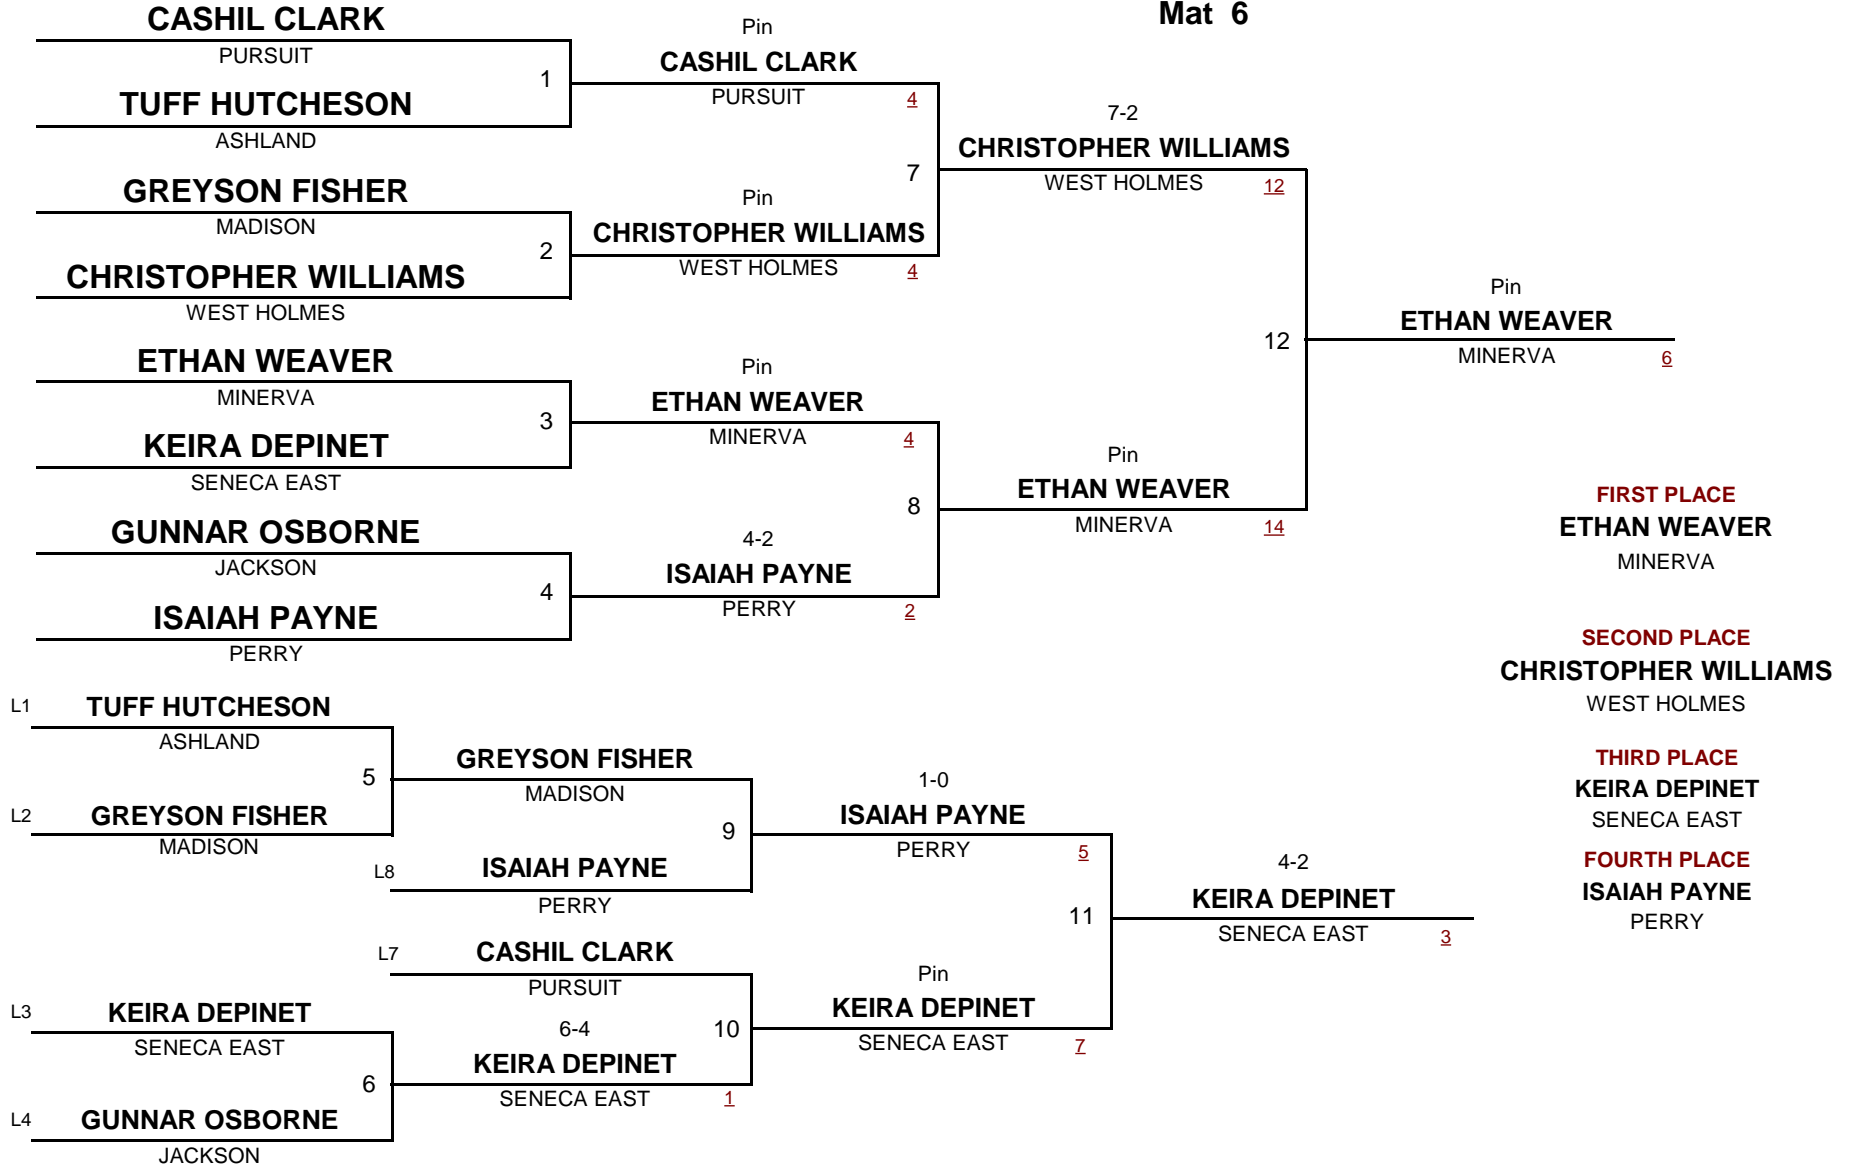 Mat 6
CASHIL CLARK
PURSUIT
1
TUFF HUTCHESON
ASHLAND
GREYSON FISHER
MADISON
2
CHRISTOPHER WILLIAMS
WEST HOLMES
ETHAN WEAVER
MINERVA
3
KEIRA DEPINET
SENECA EAST
GUNNAR OSBORNE
JACKSON
4
ISAIAH PAYNE
PERRY
Pin
CASHIL CLARK
PURSUIT 4
7
Pin
CHRISTOPHER WILLIAMS
WEST HOLMES 4
Pin
ETHAN WEAVER
MINERVA 4
8
4-2
ISAIAH PAYNE
PERRY 2
7-2
CHRISTOPHER WILLIAMS
WEST HOLMES 12
12
Pin
ETHAN WEAVER
MINERVA 14
Pin
ETHAN WEAVER
MINERVA 6
L1 TUFF HUTCHESON
ASHLAND
5
L2 GREYSON FISHER
MADISON
GREYSON FISHER
MADISON
9
L8 ISAIAH PAYNE
PERRY
L7 CASHIL CLARK
PURSUIT
10
L3 KEIRA DEPINET
SENECA EAST
6
L4 GUNNAR OSBORNE
JACKSON
6-4
KEIRA DEPINET
SENECA EAST 1
1-0
ISAIAH PAYNE
PERRY 5
11
Pin
KEIRA DEPINET
SENECA EAST 7
4-2
KEIRA DEPINET
SENECA EAST 3
FIRST PLACE
ETHAN WEAVER
MINERVA
SECOND PLACE
CHRISTOPHER WILLIAMS
WEST HOLMES
THIRD PLACE
KEIRA DEPINET
SENECA EAST
FOURTH PLACE
ISAIAH PAYNE
PERRY